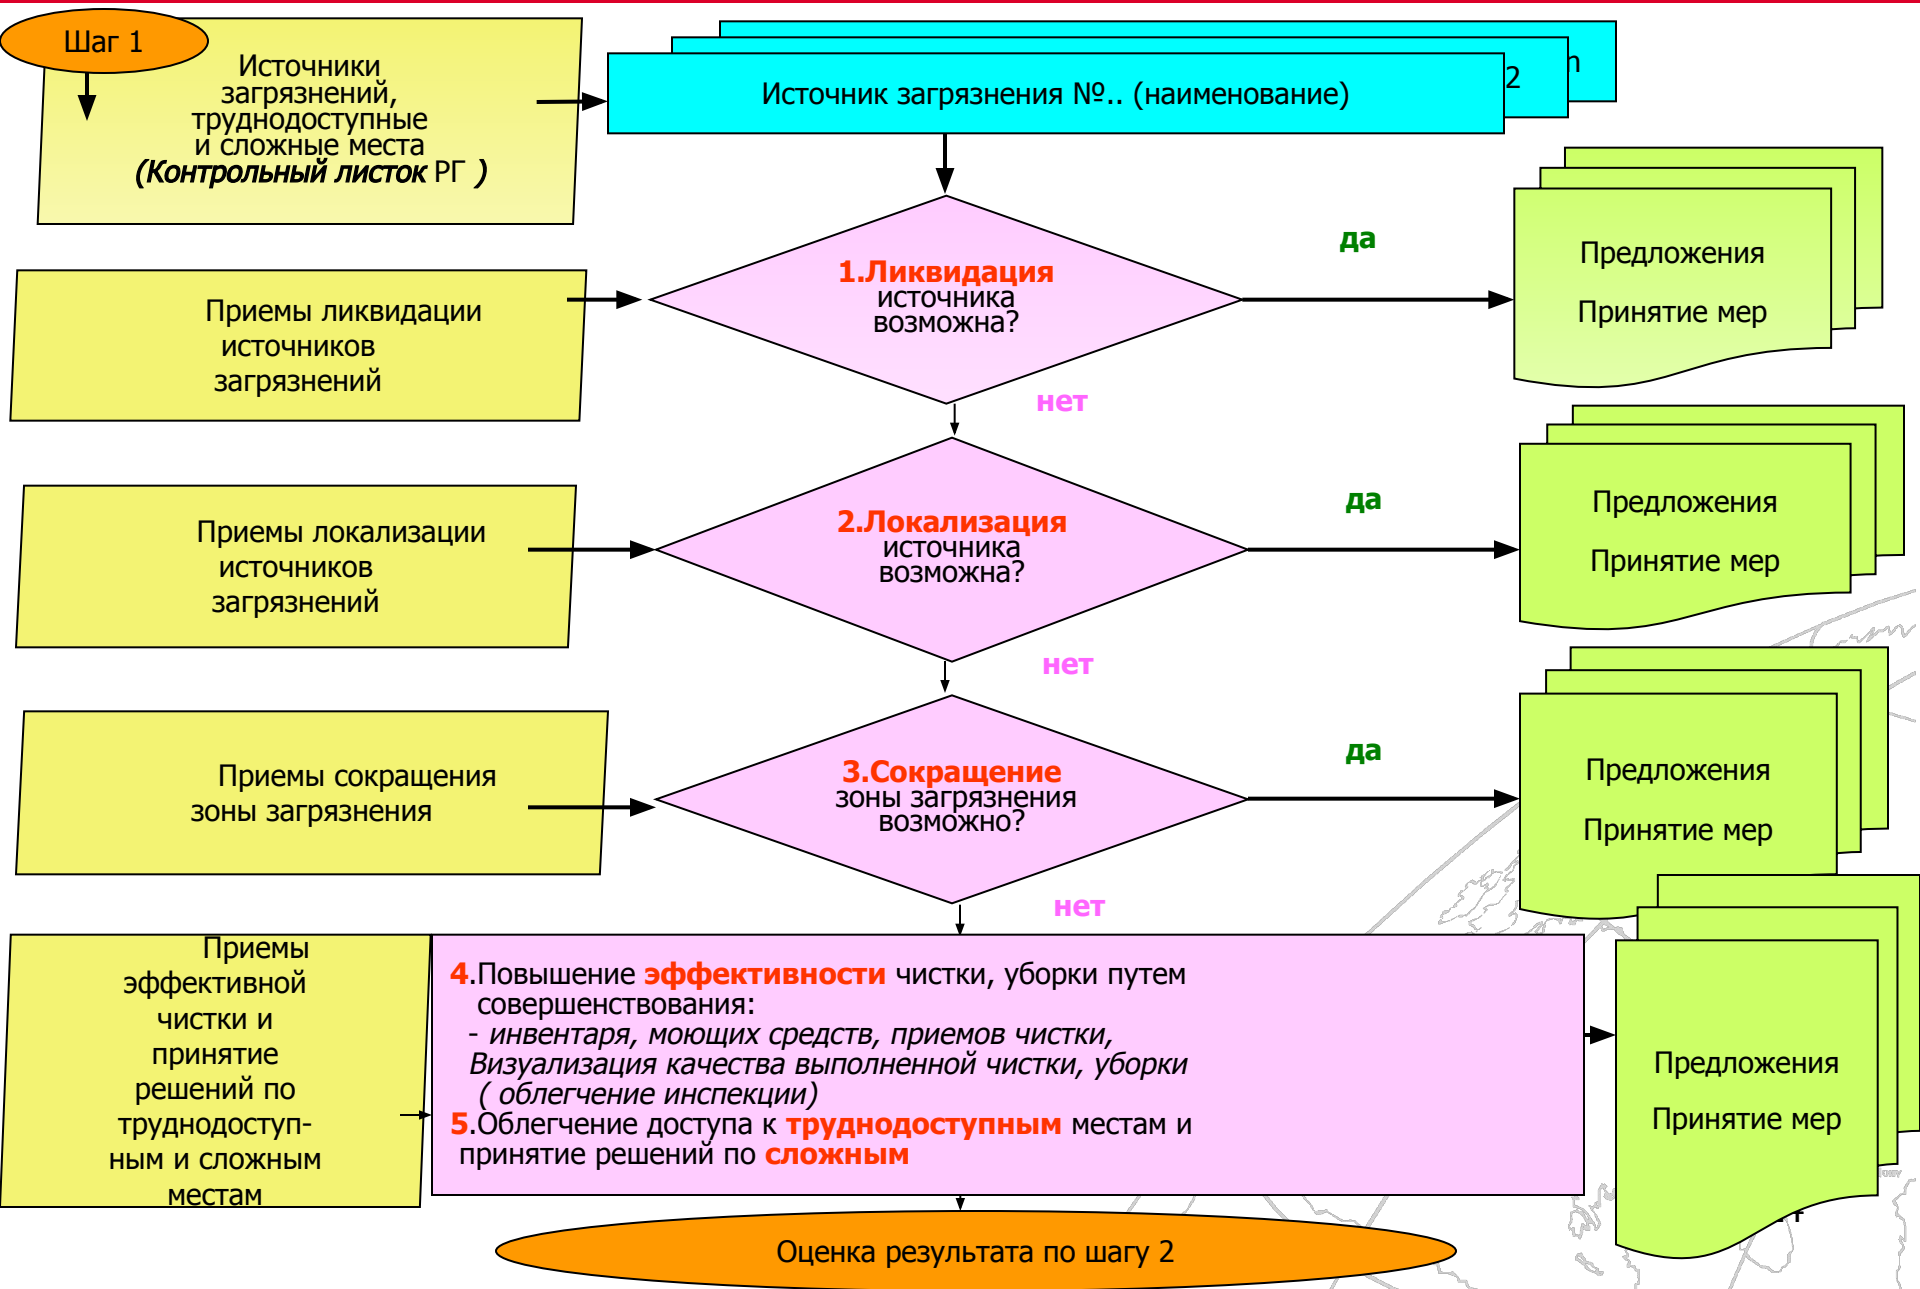 Шаг 1
Источники
загрязнений,
труднодоступные
и сложные места
(Контрольный листок РГ )
Источник загрязнения №.. (наименование)
2
n
1.Ликвидация
источника
возможна?
да
нет
Предложения
Принятие мер
Приемы ликвидации
источников
загрязнений
2.Локализация
источника
возможна?
да
нет
Предложения
Принятие мер
Приемы локализации
источников
загрязнений
3.Сокращение
зоны загрязнения
возможно?
да
нет
Предложения
Принятие мер
Приемы сокращения
зоны загрязнения
Приемы
эффективной
чистки и
принятие
решений по
труднодоступ-
ным и сложным
местам
4.Повышение эффективности чистки, уборки путем
совершенствования:
- инвентаря, моющих средств, приемов чистки,
Визуализация качества выполненной чистки, уборки
( облегчение инспекции)
5.Облегчение доступа к труднодоступным местам и
принятие решений по сложным
Предложения
Принятие мер
Оценка результата по шагу 2